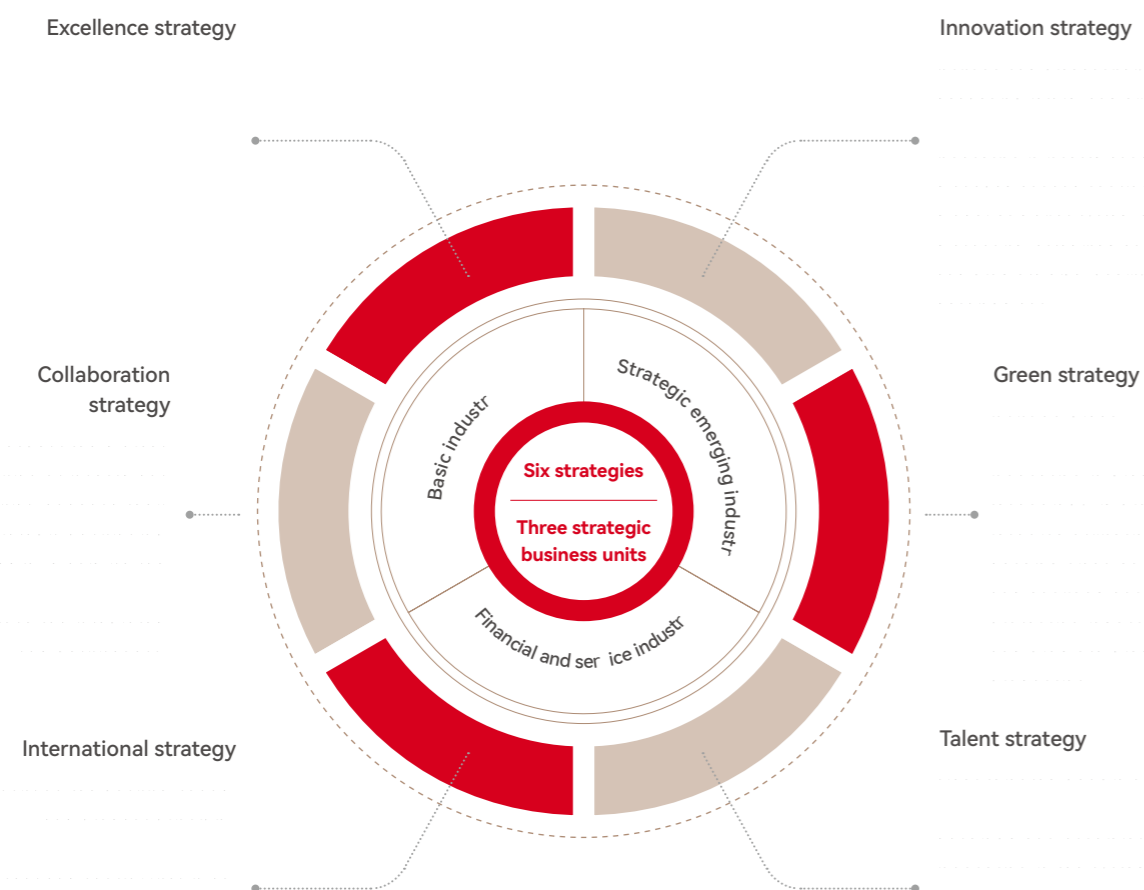 Excellence strategy
Innovation strategy
Collaboration
strategy
Green strategy
Basic industr
Strategic emerging industr
Six strategies
Three strategic
business units
Financial and ser ice industr
International strategy
Talent strategy